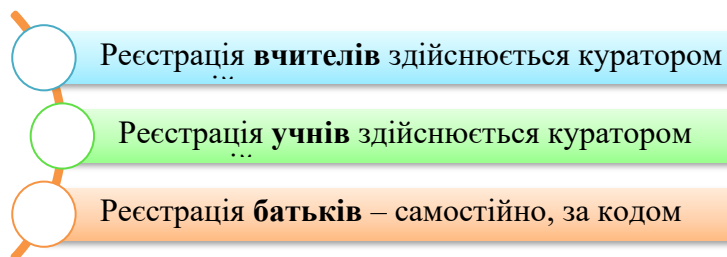 Реєстрація вчителів здійснюється куратором
Реєстрація учнів здійснюється куратором
Реєстрація батьків – самостійно, за кодом